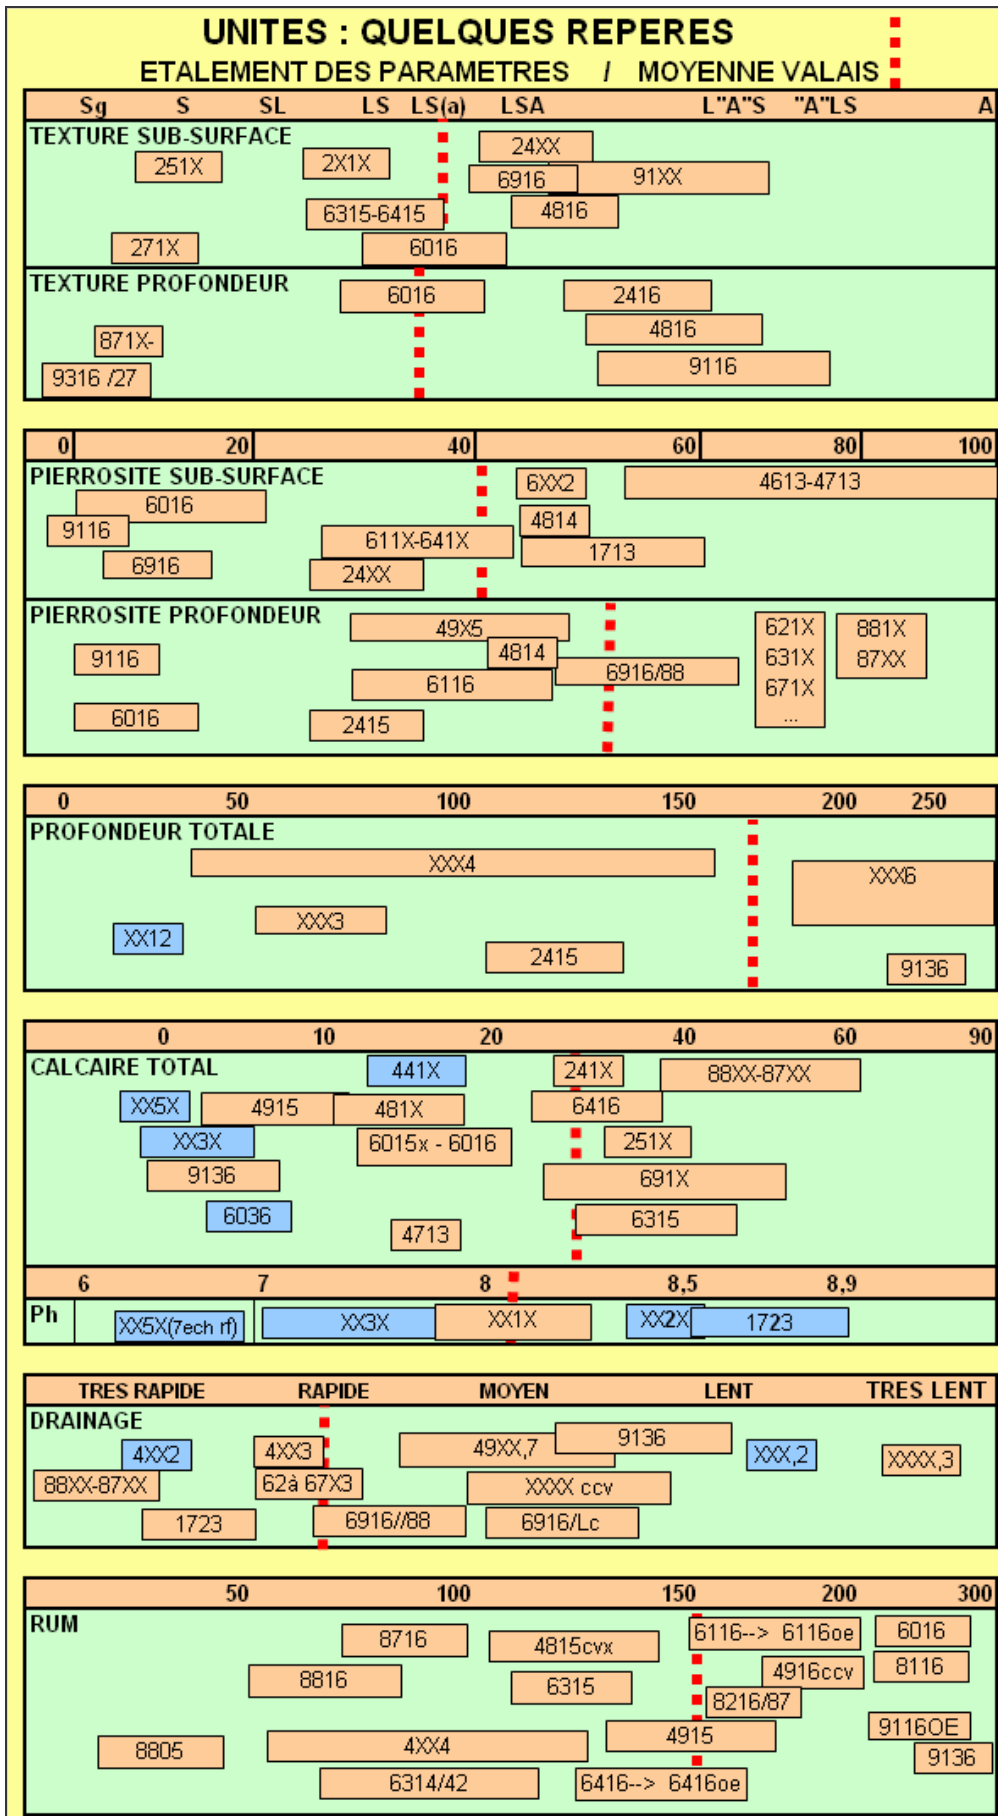 UNITES : QUELQUES REPERES
ETALEMENT DES PARAMETRES / MOYENNE VALAIS
Sg S SL LS LS(a) LSA L"A"S "A"LS A
TEXTURE SUB-SURFACE
24XX
251X 2X1X 6916 91XX
6315-6415 4816
271X 6016
TEXTURE PROFONDEUR
6016 2416
871X- 4816
9316 /27 9116
0 20 40 60 80 100
PIERROSITE SUB-SURFACE
6XX2 4613-4713
6016
9116 4814
611X-641X 1713
6916 24XX
PIERROSITE PROFONDEUR
49X5 621X 881X
9116 4814 631X 87XX
6116 6916/88 671X
6016 2415 ...
0 50 100 150 200 250
PROFONDEUR TOTALE
XXX4 XXX6
XXX3
XX12
2415 9136
0 10 20 40 60 90
CALCAIRE TOTAL
441X 241X 88XX-87XX
XX5X 4915 481X 6416
XX3X 6015x - 6016 251X
9136 691X
6036 4713 6315
6 7 8 8,5 8,9
Ph
XX5X(7ech rf) XX3X XX1X XX2X 1723
TRES RAPIDE RAPIDE MOYEN LENT TRES LENT
DRAINAGE
4XX2 4XX3 49XX,7 9136 XXX,2 XXXX,3
88XX-87XX 62à 67X3 XXXX ccv
1723 6916//88 6916/Lc
50 100 150 200 300
RUM
8716 4815cvx 6116--> 6116oe 6016
8816 6315 4916ccv 8116
8216/87
8805 4XX4 4915 9116OE
9136
6314/42 6416--> 6416oe